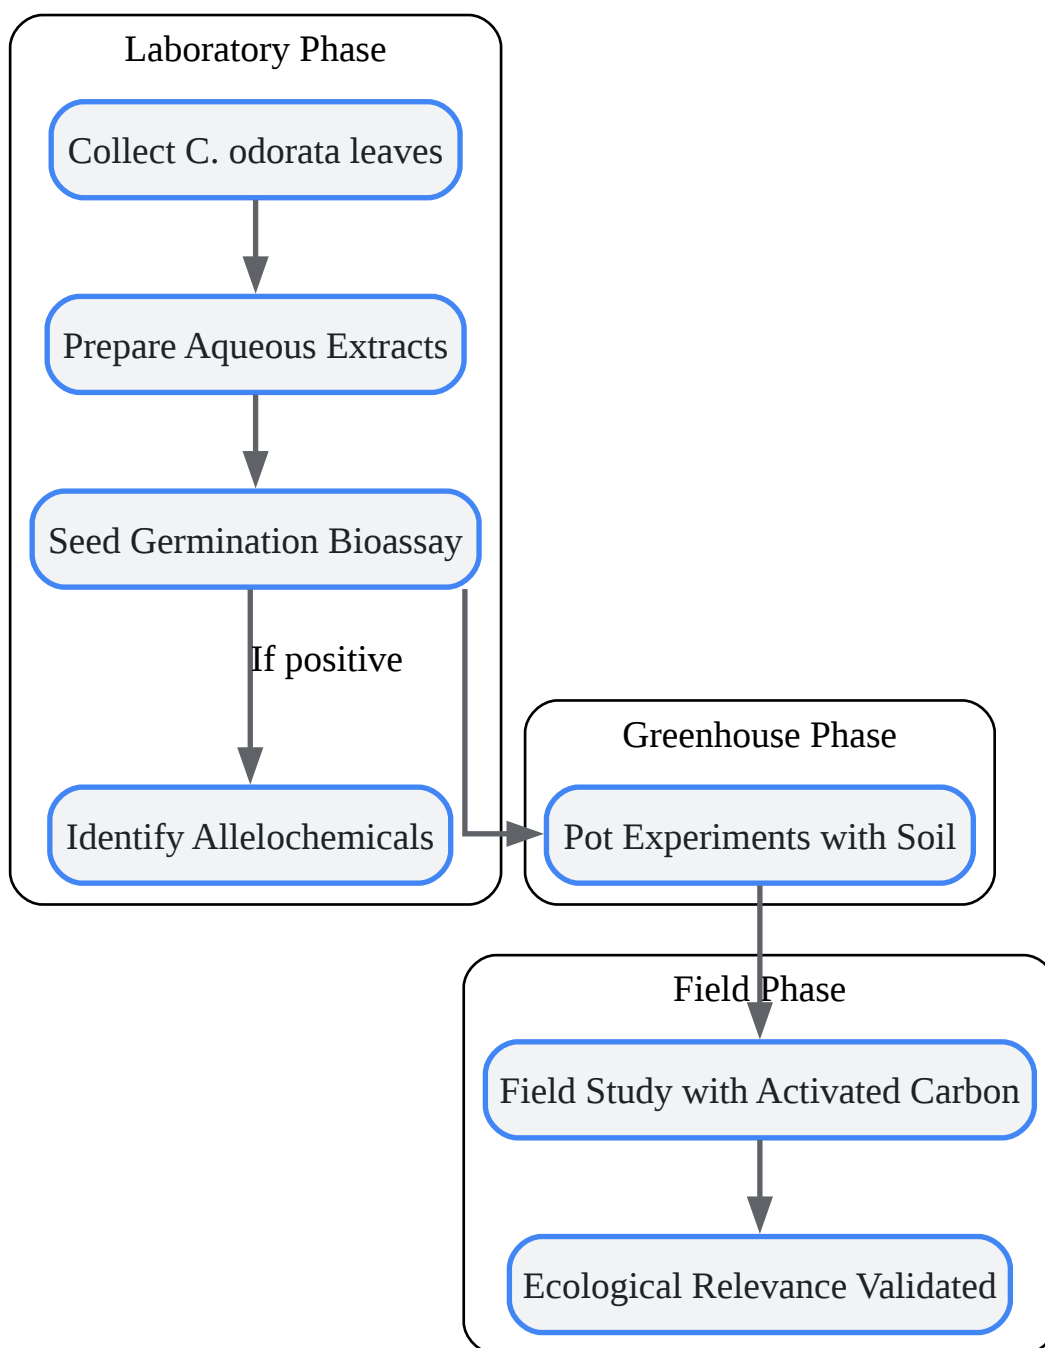 Laboratory Phase
Collect C. odorata leaves
Prepare Aqueous Extracts
Seed Germination Bioassay
If positive
Identify Allelochemicals
Greenhouse Phase
Pot Experiments with Soil
Field Phase
Field Study with Activated Carbon
Ecological Relevance Validated